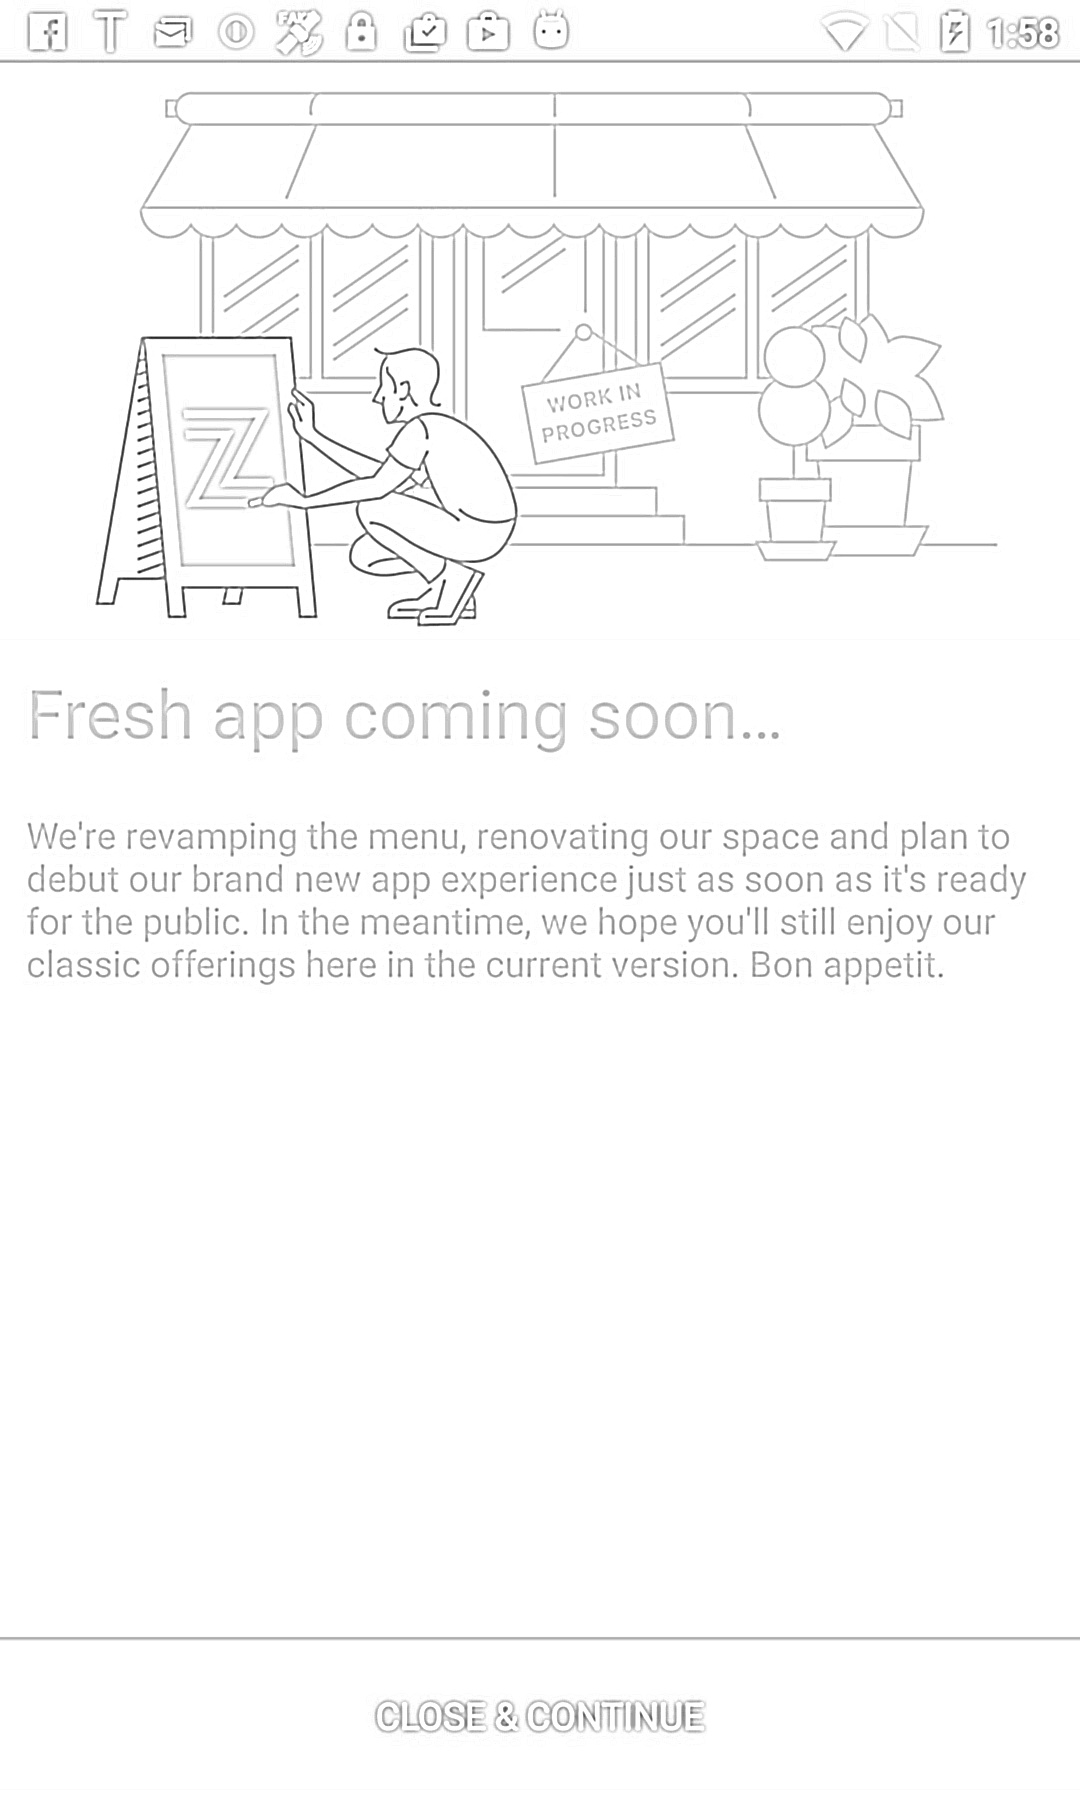 1:58
WORK IN
PROGRESS
Fresh app coming soon...
We're revamping the menu, renovating our space and plan to
debut our brand new app experience just as soon as it's ready
for the public. In the meantime, we hope you'll still enjoy our
classic offerings here in the current version. Bon appetit.
CLOSE & CONTINUE